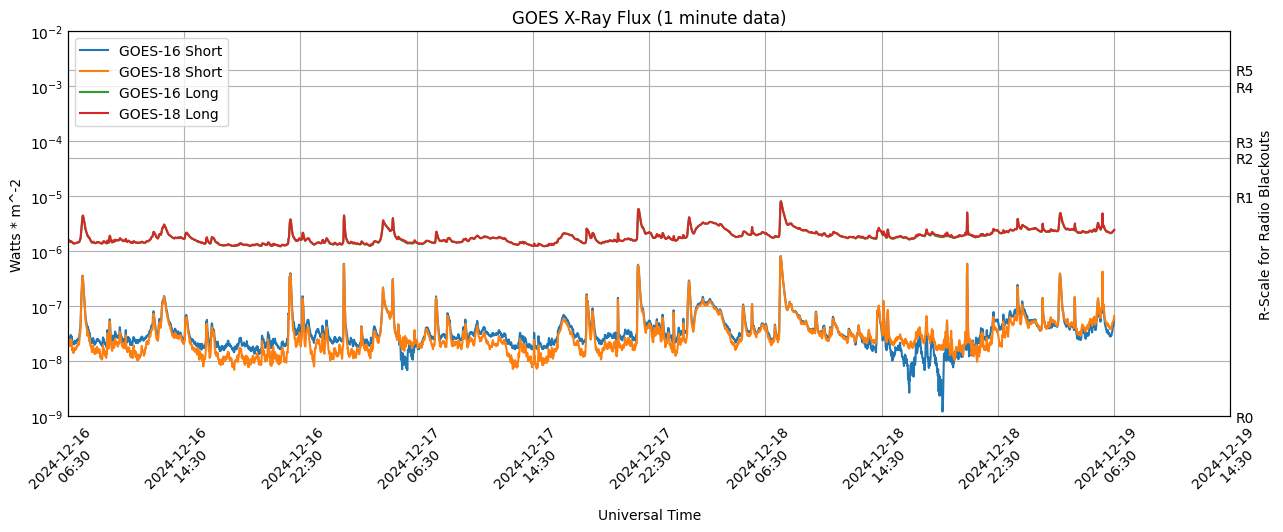 GOES X-Ray Flux (1 minute data)
GOES-16 Short
GOES-18 Short
GOES-16 Long
GOES-18 Long
10^-2
10^-3
10^-4
10^-5
10^-6
10^-7
10^-8
10^-9
Watts * m^-2
R5
R4
R3
R2
R1
R0
R-Scale for Radio Blackouts
2024-12-16
06:30
2024-12-16
14:30
2024-12-16
22:30
2024-12-17
06:30
2024-12-17
14:30
2024-12-17
22:30
2024-12-18
06:30
2024-12-18
14:30
2024-12-18
22:30
2024-12-19
06:30
2024-12-19
14:30
Universal Time